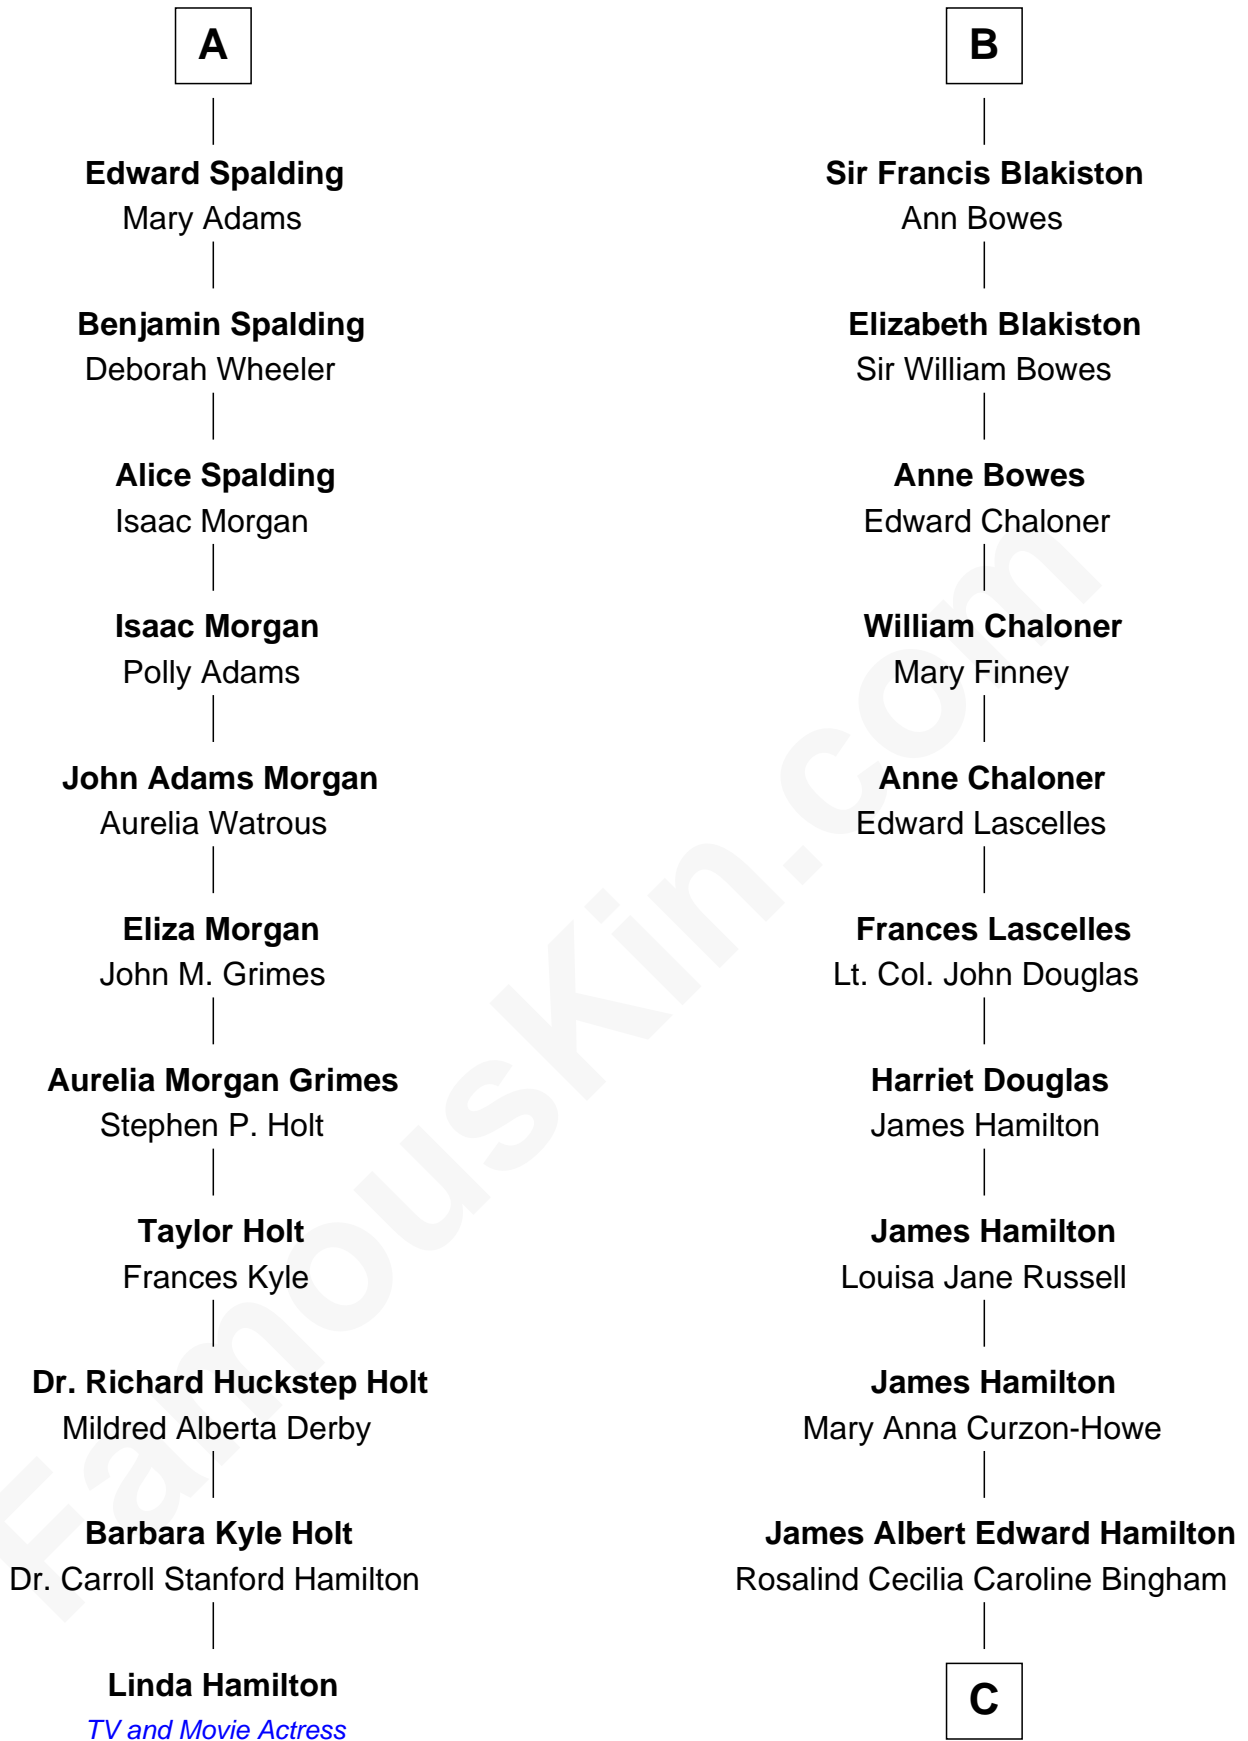 A
Edward Spalding
Mary Adams
Benjamin Spalding
Deborah Wheeler
Alice Spalding
Isaac Morgan
Isaac Morgan
Polly Adams
John Adams Morgan
Aurelia Watrous
Eliza Morgan
John M. Grimes
Aurelia Morgan Grimes
Stephen P. Holt
Taylor Holt
Frances Kyle
Dr. Richard Huckstep Holt
Mildred Alberta Derby
Barbara Kyle Holt
Dr. Carroll Stanford Hamilton
Linda Hamilton
TV and Movie Actress
B
Sir Francis Blakiston
Ann Bowes
Elizabeth Blakiston
Sir William Bowes
Anne Bowes
Edward Chaloner
William Chaloner
Mary Finney
Anne Chaloner
Edward Lascelles
Frances Lascelles
Lt. Col. John Douglas
Harriet Douglas
James Hamilton
James Hamilton
Louisa Jane Russell
James Hamilton
Mary Anna Curzon-Howe
James Albert Edward Hamilton
Rosalind Cecilia Caroline Bingham
C
FamousKin.com